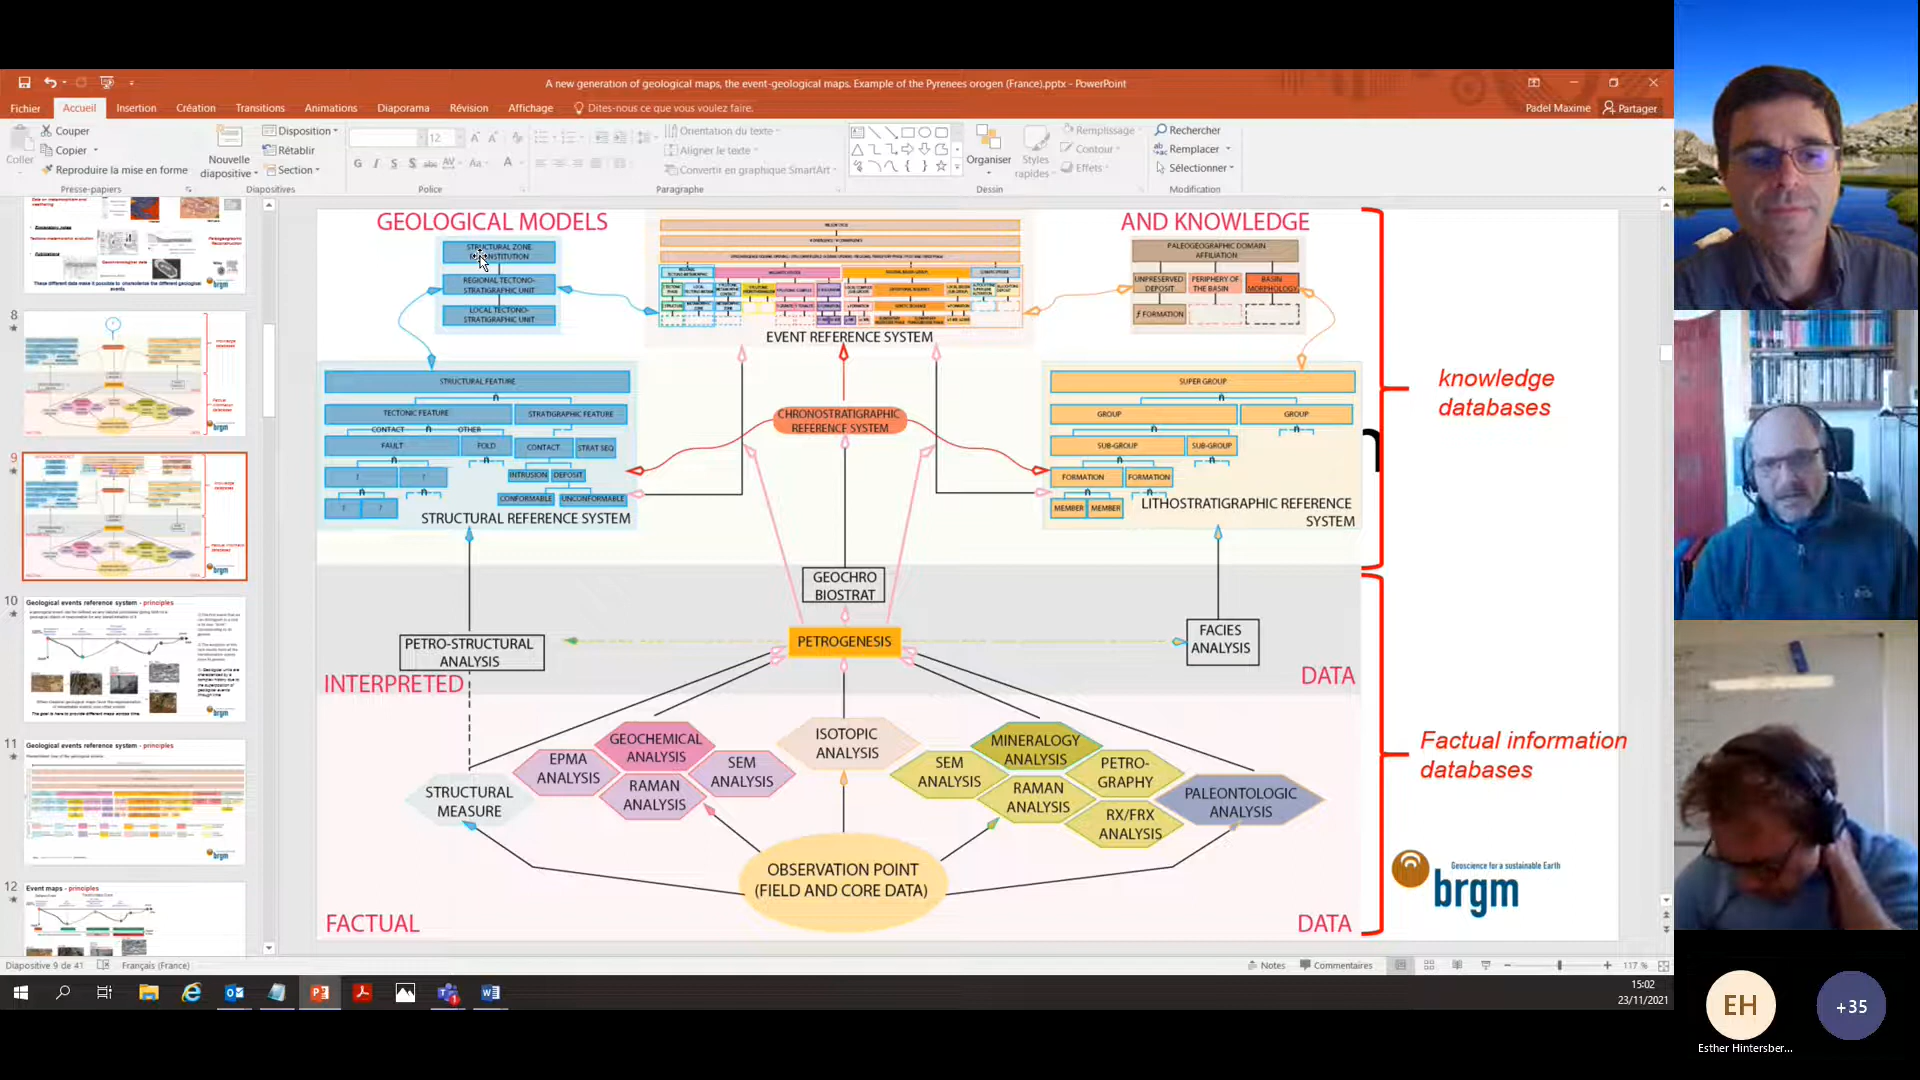 A new generation of geological maps, the event-geological maps. Example of the Pyrenees orogen (France).pptx - PowerPoint
Fichier Accueil Insertion Création Transitions Animations Diaporama Révision Affichage Dites-nous ce que vous voulez faire. Padel Maxime Partager
Coller
Couper
Copier
Reproduire la mise en forme
Presse-papiers
Nouvelle
diapositive
Disposition
Rétablir
Section
Diapositives
12
Police
Orientation du texte
Aligner le texte
Convertir en graphique SmartArt
Paragraphe
Organiser
Styles
rapides
Remplissage
Contour
Effets
Dessin
Rechercher
Remplacer
Sélectionner
Modification
8
9
10
Geological events reference system - principles
11
Geological events reference system - principles
12
Event maps - principles
GEOLOGICAL MODELS
AND KNOWLEDGE
REGIONAL TECTONO-
STRATIGRAPHIC UNIT
LOCAL TECTONO-
STRATIGRAPHIC UNIT
EVENT REFERENCE SYSTEM
PALEOGEOGRAPHIC DOMAIN
AFFILIATION
UNPRESERVED
DEPOSIT
PERIPHERY OF
THE BASIN
BASIN
MORPHOLOGY
ƒ FORMATION
STRUCTURAL FEATURE
n
TECTONIC FEATURE
STRATIGRAPHIC FEATURE
CONTACT n OTHER
FAULT
FOLD
CONTACT
STRAT SEQ
n
n
?
?
INTRUSION
DEPOSIT
n
n
CONFORMABLE
UNCONFORMABLE
?
?
STRUCTURAL REFERENCE SYSTEM
CHRONOSTRATIGRAPHIC
REFERENCE SYSTEM
SUPER GROUP
n
GROUP
GROUP
n
n
SUB-GROUP
SUB-GROUP
n
n
FORMATION
FORMATION
n
n
MEMBER
MEMBER
LITHOSTRATIGRAPHIC REFERENCE
SYSTEM
knowledge
databases
GEOCHRO
BIOSTRAT
PETROGENESIS
PETRO-STRUCTURAL
ANALYSIS
FACIES
ANALYSIS
INTERPRETED
DATA
GEOCHEMICAL
ANALYSIS
EPMA
ANALYSIS
RAMAN
ANALYSIS
SEM
ANALYSIS
ISOTOPIC
ANALYSIS
SEM
ANALYSIS
MINERALOGY
ANALYSIS
RAMAN
ANALYSIS
PETRO-
GRAPHY
RX/FRX
ANALYSIS
STRUCTURAL
MEASURE
PALEONTOLOGIC
ANALYSIS
OBSERVATION POINT
(FIELD AND CORE DATA)
FACTUAL
DATA
Factual information
databases
Geoscience for a sustainable Earth
brgm
Diapositive 9 de 41 Français (France)
Notes Commentaires 117 %
15:02
23/11/2021
EH
Esther Hintersber...
+35